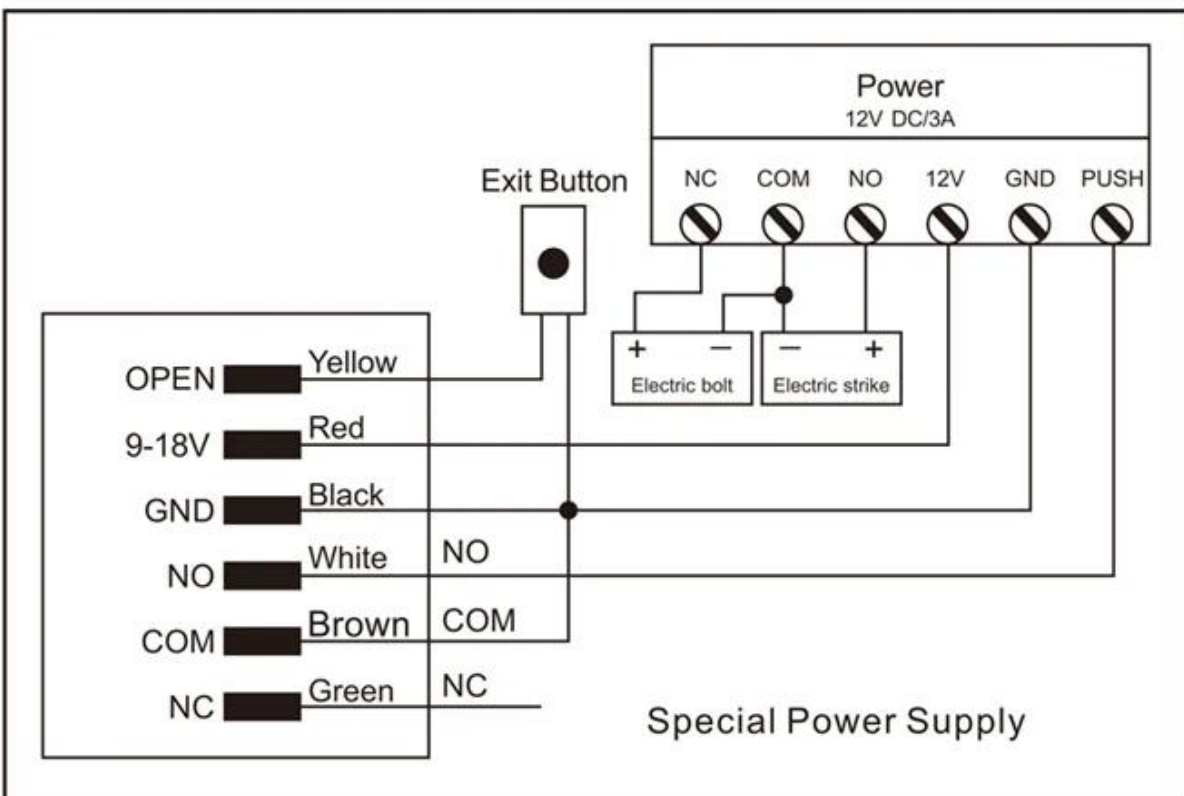 Power
12V DC/3A
NC COM NO 12V GND PUSH
Exit Button
+ — — +
Electric bolt Electric strike
OPEN Yellow
9-18V Red
GND Black
NO White NO
COM Brown COM
NC Green NC
Special Power Supply